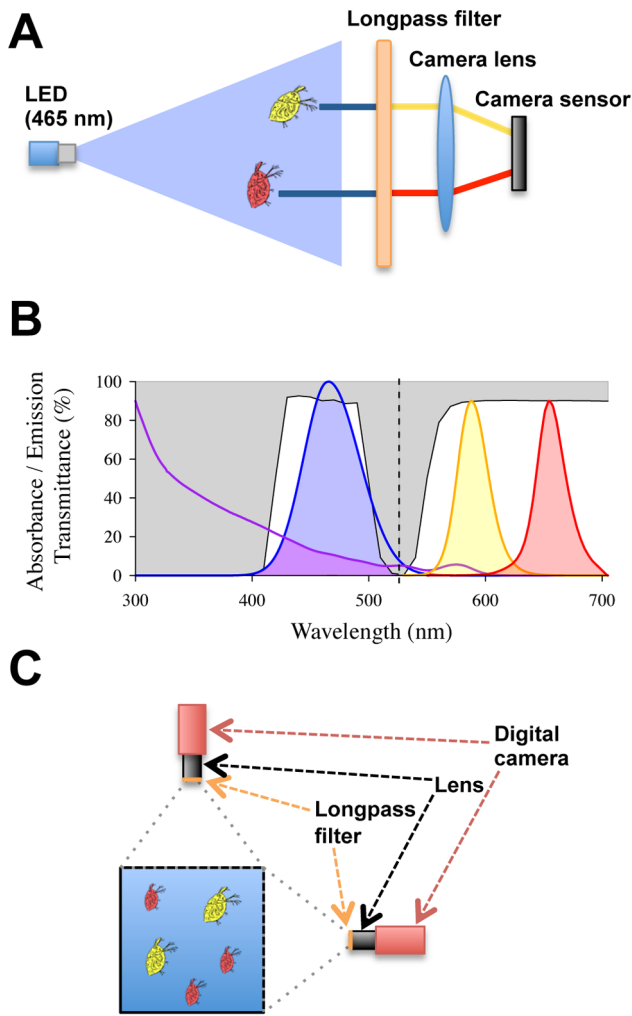 A
Longpass filter
Camera lens
LED
(465 nm)
Camera sensor
B
Absorbance / Emission
Transmittance (%)
100
80
60
40
20
0
300
400
500
600
700
Wavelength (nm)
C
Digital
camera
Lens
Longpass
filter